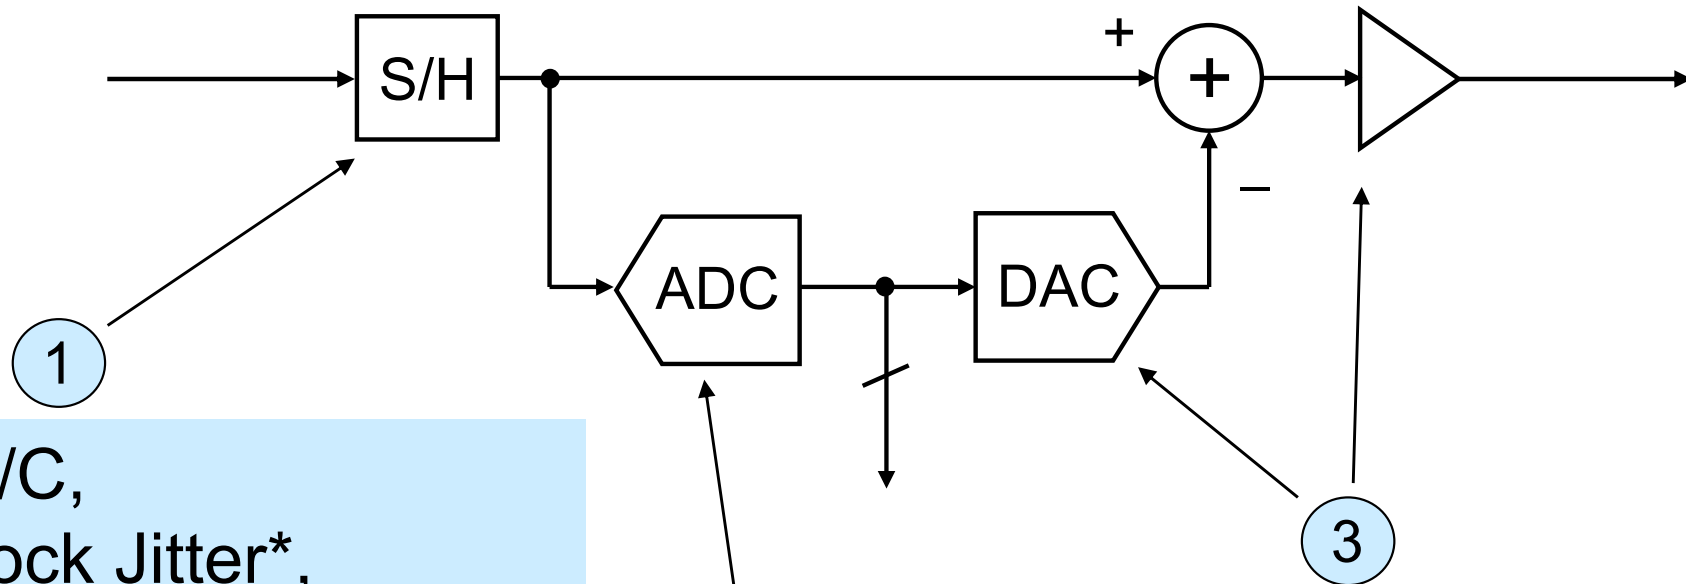 +
S/H
+
–
ADC
DAC
1
/C,
ock Jitter*,
3